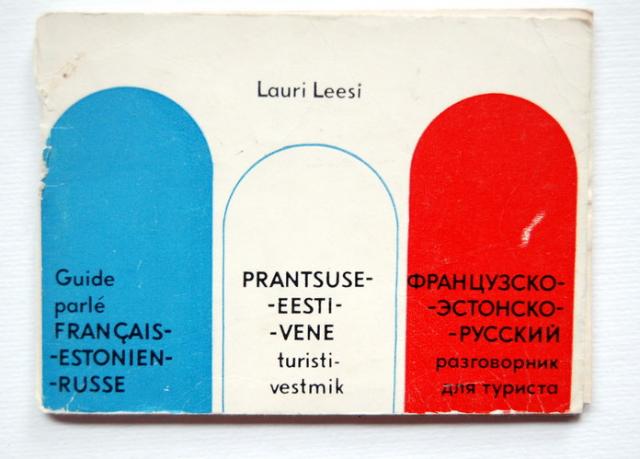 Lauri Leesi
Guide
parlé
FRANÇAIS-
-ESTONIEN-
-RUSSE
PRANTSUSE-
-EESTI-
-VENE
turisti-
vestmik
ФРАНЦУЗСКО-
-ЭСТОНСКО-
-РУССКИЙ
разговорник
для туриста